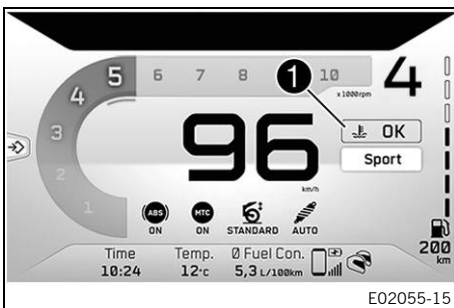 1 2 3 4 5 6 7 8 10
x1000rpm
4
1
OK
96
km/h
Sport
ABS MTC 6
ON ON STANDARD AUTO
Time Temp. Ø Fuel Con.
10:24 12°C 5,3 L/100km
200
km
E02055-15